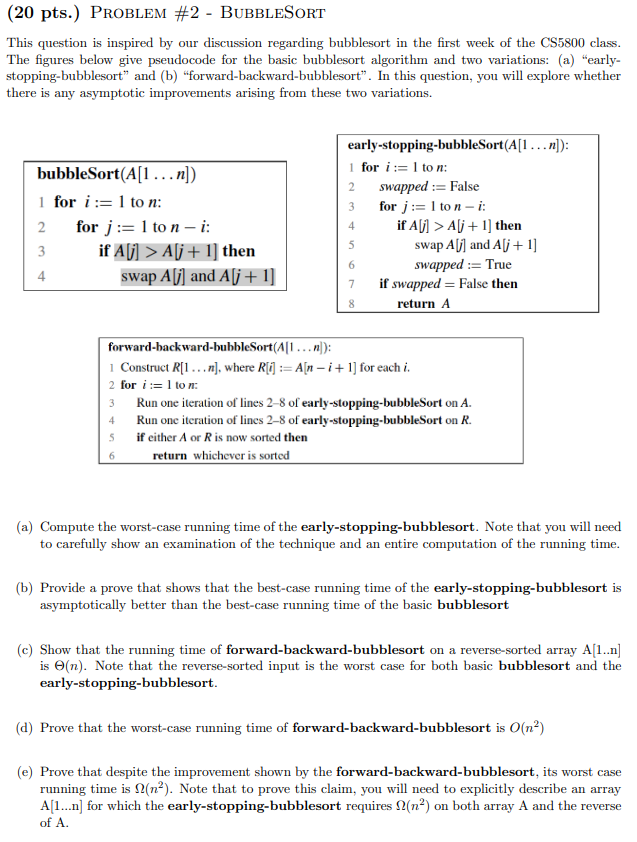 (20 pts.) PROBLEM #2 - BUBBLESORT
This question is inspired by our discussion regarding bubblesort in the first week of the CS5800 class.
The figures below give pseudocode for the basic bubblesort algorithm and two variations: (a) "early-
stopping-bubblesort" and (b) "forward-backward-bubblesort". In this question, you will explore whether
there is any asymptotic improvements arising from these two variations.
bubbleSort(A[1 . . . n])
1 for i := 1 to n:
2 for j := 1 to n − i:
3 if A[j] > A[j + 1] then
4 swap A[j] and A[j + 1]
early-stopping-bubbleSort(A[1 . . . n]):
1 for i := 1 to n:
2 swapped := False
3 for j := 1 to n − i:
4 if A[j] > A[j + 1] then
5 swap A[j] and A[j + 1]
6 swapped := True
7 if swapped = False then
8 return A
forward-backward-bubbleSort(A[1 . . . n]):
1 Construct R[1 . . . n], where R[i] := A[n − i + 1] for each i.
2 for i := 1 to n:
3 Run one iteration of lines 2–8 of early-stopping-bubbleSort on A.
4 Run one iteration of lines 2–8 of early-stopping-bubbleSort on R.
5 if either A or R is now sorted then
6 return whichever is sorted
(a) Compute the worst-case running time of the early-stopping-bubblesort. Note that you will need
to carefully show an examination of the technique and an entire computation of the running time.
(b) Provide a prove that shows that the best-case running time of the early-stopping-bubblesort is
asymptotically better than the best-case running time of the basic bubblesort
(c) Show that the running time of forward-backward-bubblesort on a reverse-sorted array A[1..n]
is Θ(n). Note that the reverse-sorted input is the worst case for both basic bubblesort and the
early-stopping-bubblesort.
(d) Prove that the worst-case running time of forward-backward-bubblesort is O(n²)
(e) Prove that despite the improvement shown by the forward-backward-bubblesort, its worst case
running time is Ω(n²). Note that to prove this claim, you will need to explicitly describe an array
A[1...n] for which the early-stopping-bubblesort requires Ω(n²) on both array A and the reverse
of A.